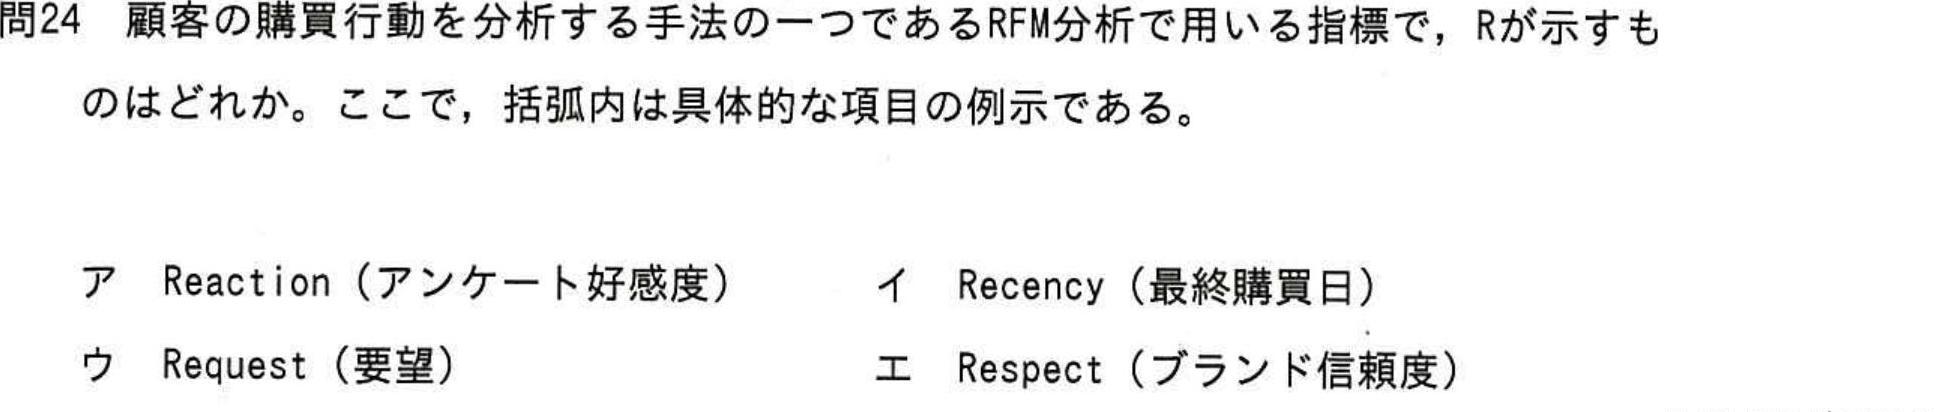 問24 顧客の購買行動を分析する手法の一つであるRFM分析で用いる指標で，Rが示すも
のはどれか。ここで，括弧内は具体的な項目の例示である。
ア Reaction（アンケート好感度） イ Recency（最終購買日）
ウ Request（要望） エ Respect（ブランド信頼度）